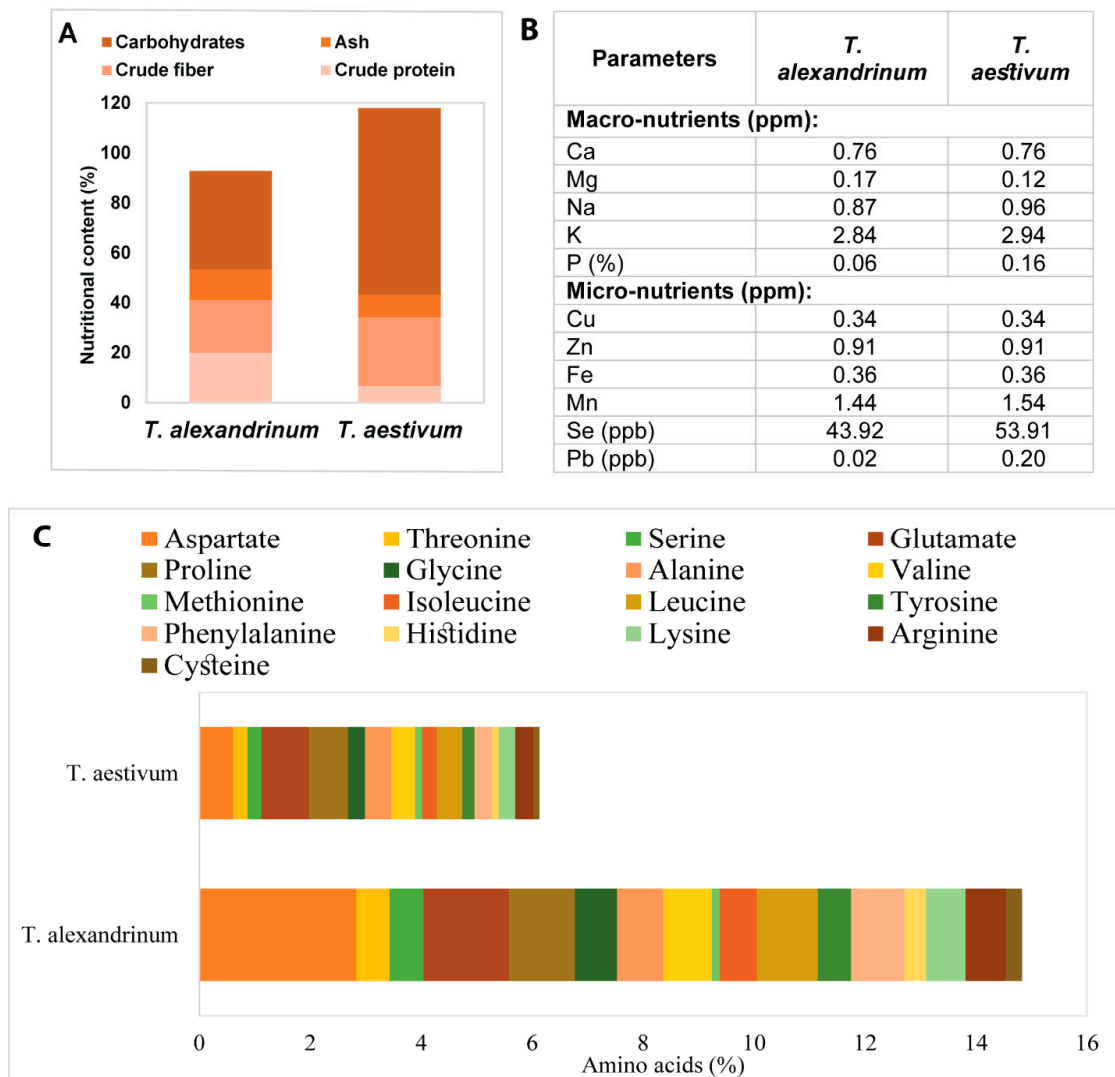 A
Carbohydrates Ash
Crude fiber Crude protein
Nutritional content (%)
120
100
80
60
40
20
0
T. alexandrinum T. aestivum
B
Parameters T. alexandrinum T. aestivum
Macro-nutrients (ppm):
Ca 0.76 0.76
Mg 0.17 0.12
Na 0.87 0.96
K 2.84 2.94
P (%) 0.06 0.16
Micro-nutrients (ppm):
Cu 0.34 0.34
Zn 0.91 0.91
Fe 0.36 0.36
Mn 1.44 1.54
Se (ppb) 43.92 53.91
Pb (ppb) 0.02 0.20
C
Aspartate Threonine Serine Glutamate
Proline Glycine Alanine Valine
Methionine Isoleucine Leucine Tyrosine
Phenylalanine Histidine Lysine Arginine
Cysteine
T. aestivum
T. alexandrinum
0 2 4 6 8 10 12 14 16
Amino acids (%)